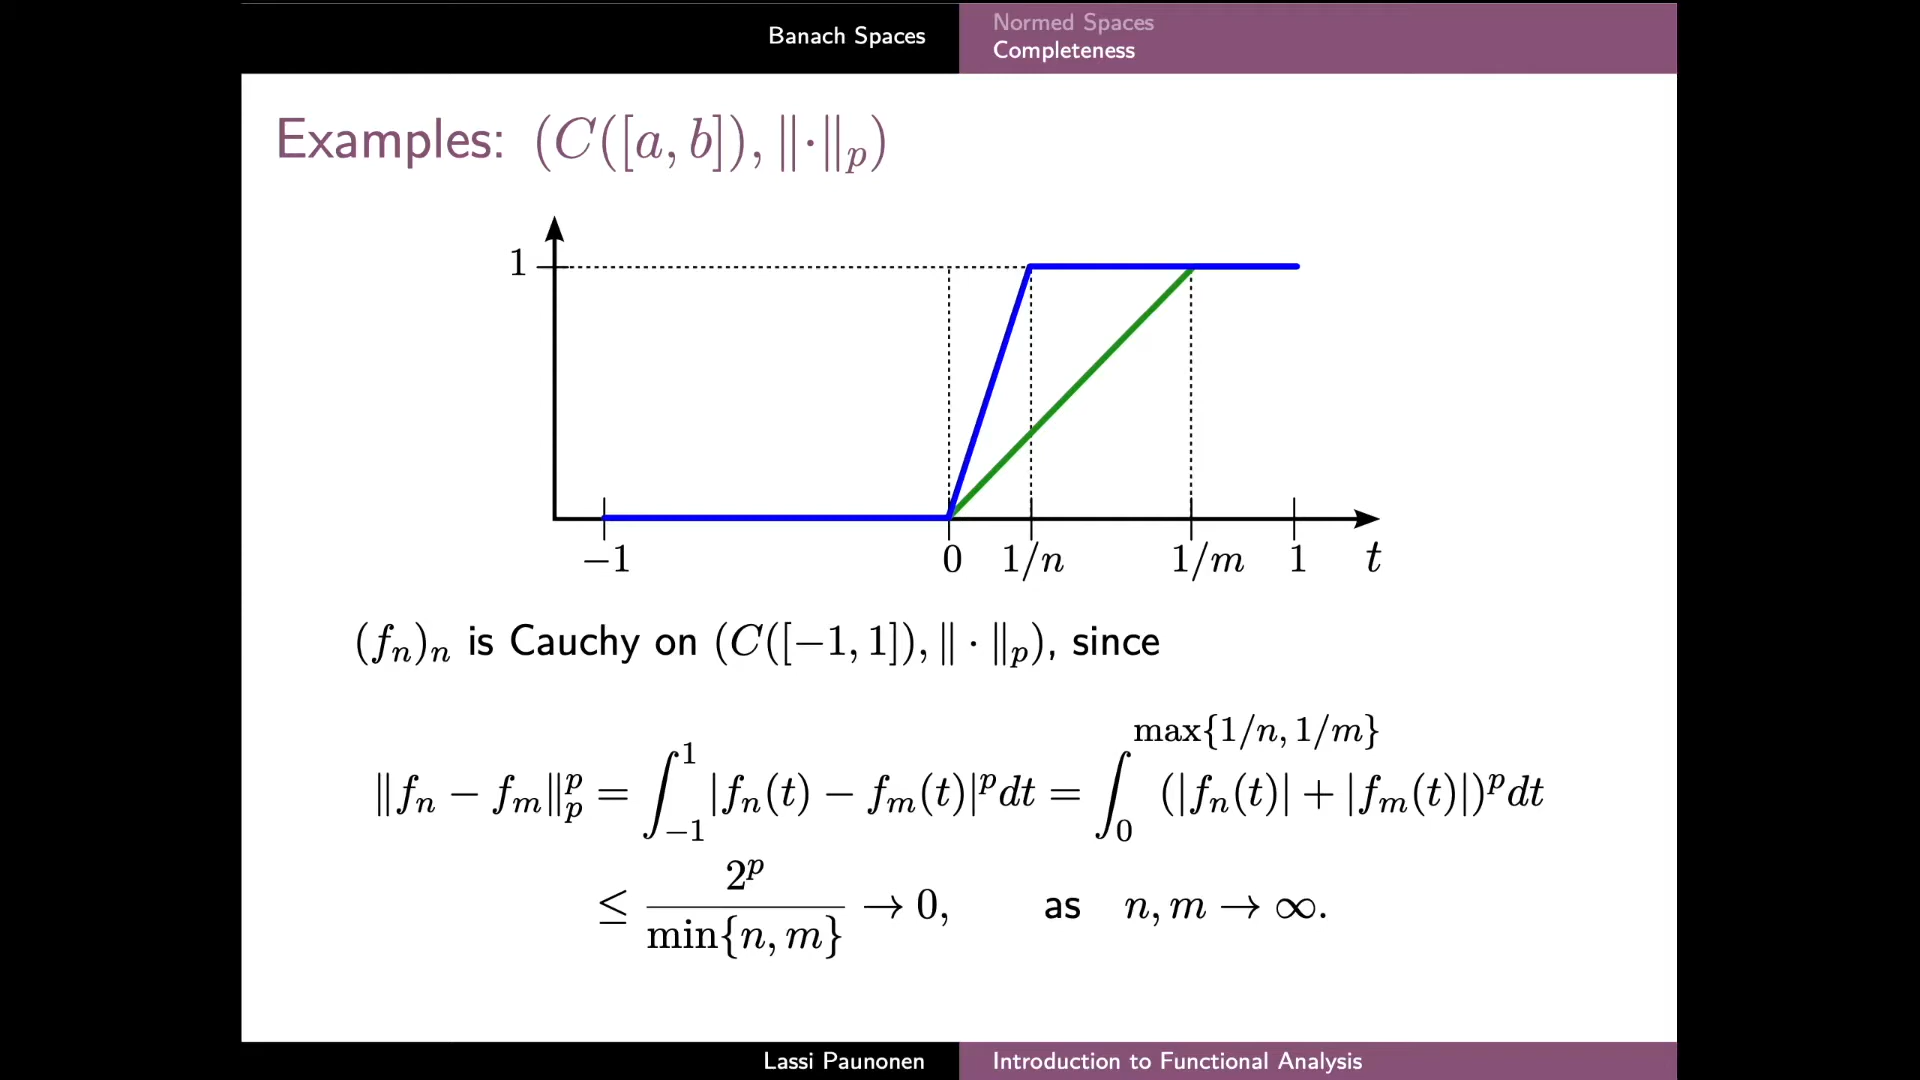 Banach Spaces
Normed Spaces
Completeness
Examples: (C([a, b]), ‖·‖_p)
1
−1 0 1/n 1/m 1 t
(f_n)_n is Cauchy on (C([−1, 1]), ‖ · ‖_p), since
‖f_n − f_m‖_p^p = ∫_{−1}^{1} |f_n(t) − f_m(t)|^p dt = ∫_0^{max{1/n, 1/m}} (|f_n(t)| + |f_m(t)|)^p dt
≤ 2^p / min{n, m} → 0, as n, m → ∞.
Lassi Paunonen
Introduction to Functional Analysis